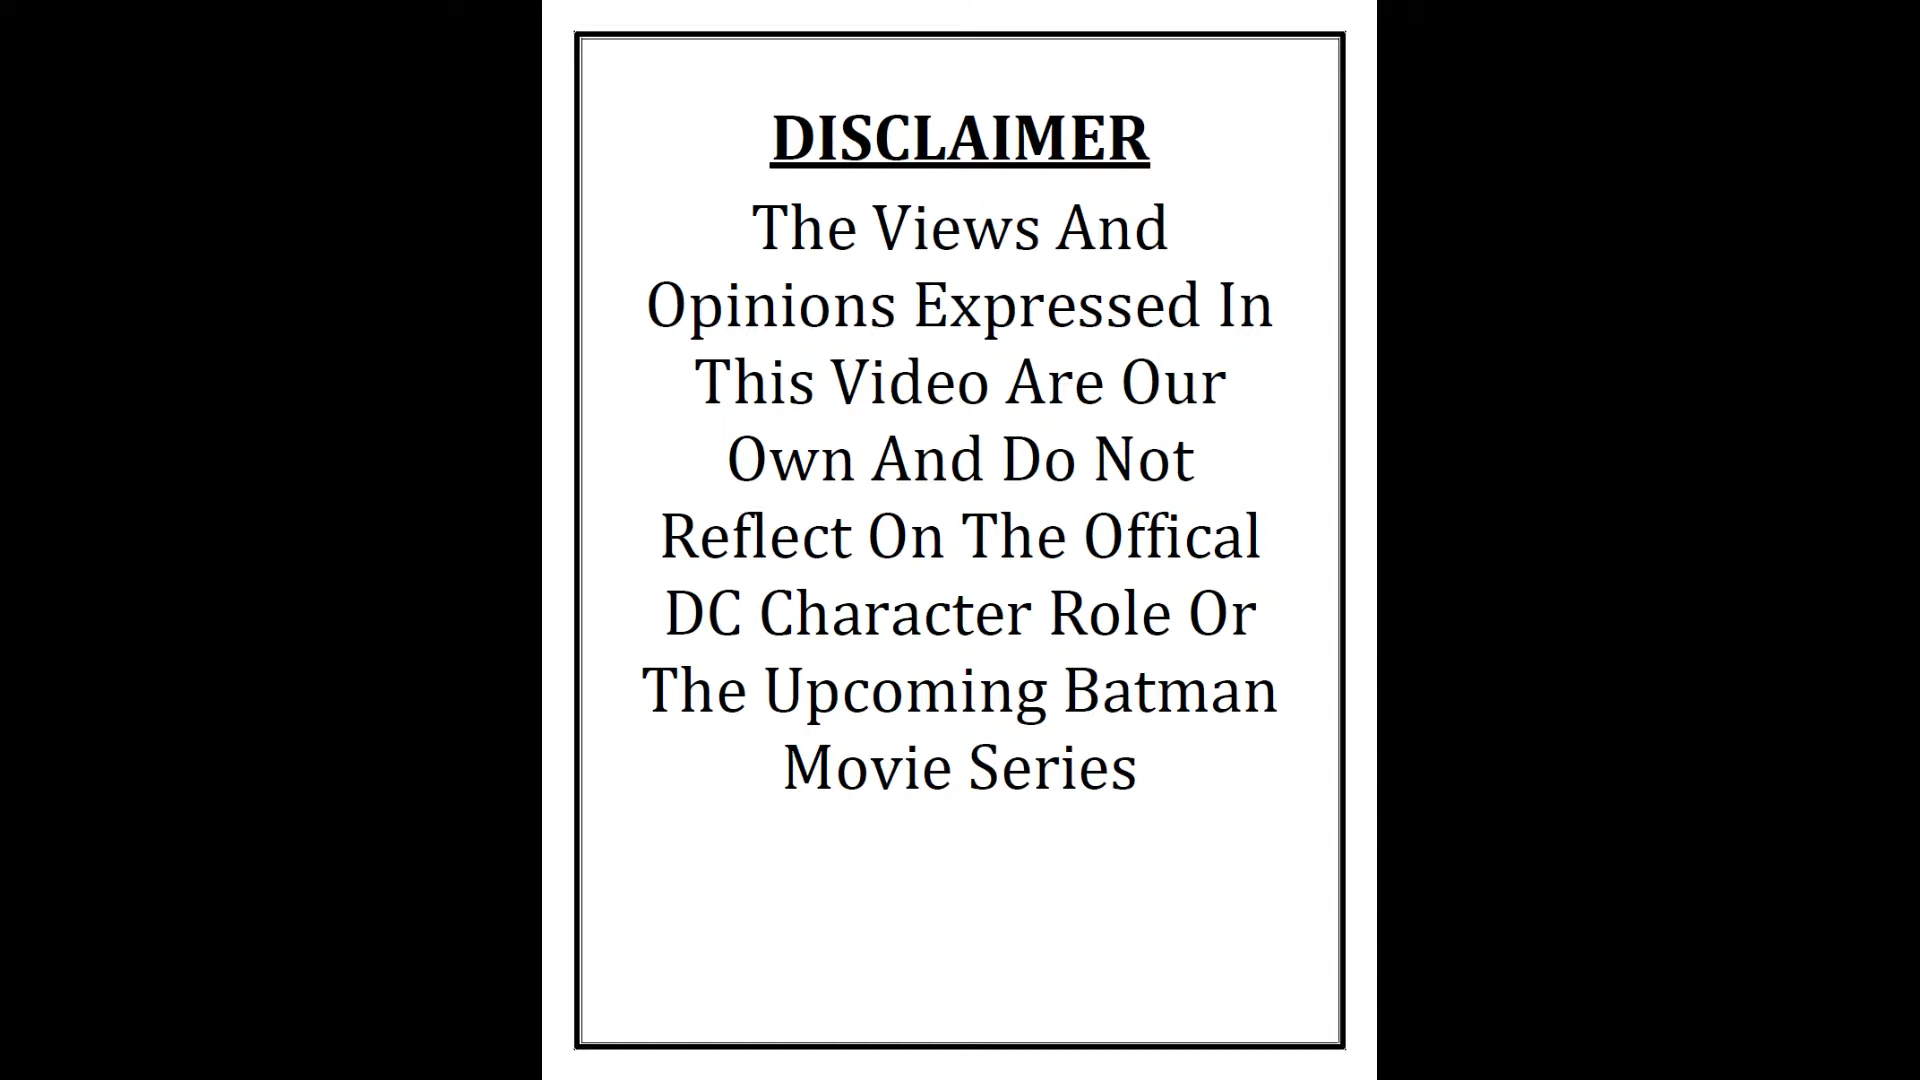 DISCLAIMER
The Views And
Opinions Expressed In
This Video Are Our
Own And Do Not
Reflect On The Offical
DC Character Role Or
The Upcoming Batman
Movie Series